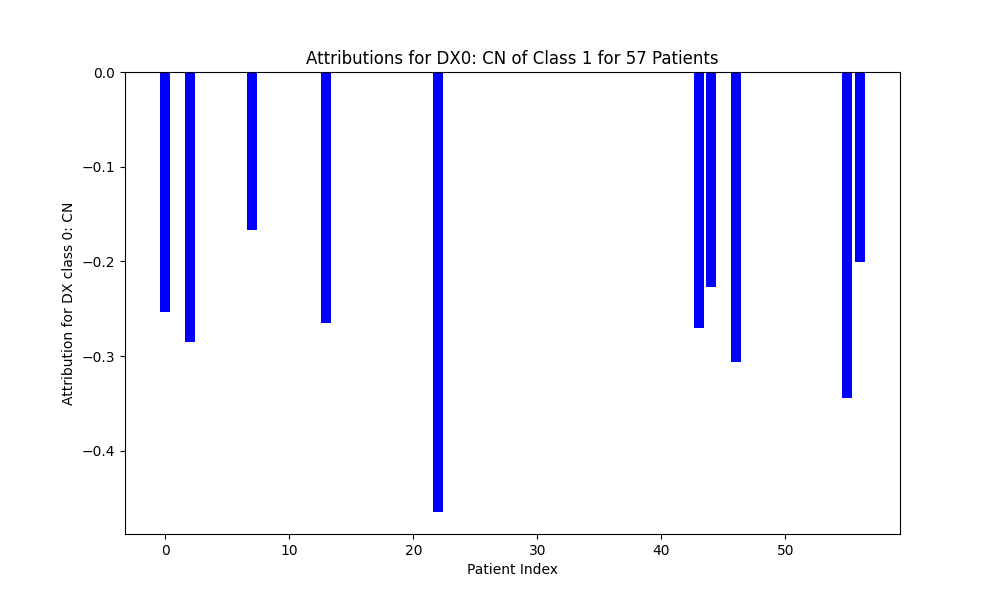 Attributions for DX0: CN of Class 1 for 57 Patients
0.0
−0.1
−0.2
−0.3
−0.4
Attribution for DX class 0: CN
0 10 20 30 40 50
Patient Index